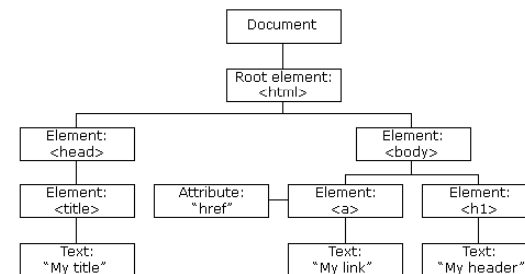 Document
Root element:
<html>
Element:
<head>
Element:
<body>
Element:
<title>
Attribute:
"href"
Element:
<a>
Element:
<h1>
Text:
"My title"
Text:
"My link"
Text:
"My header"